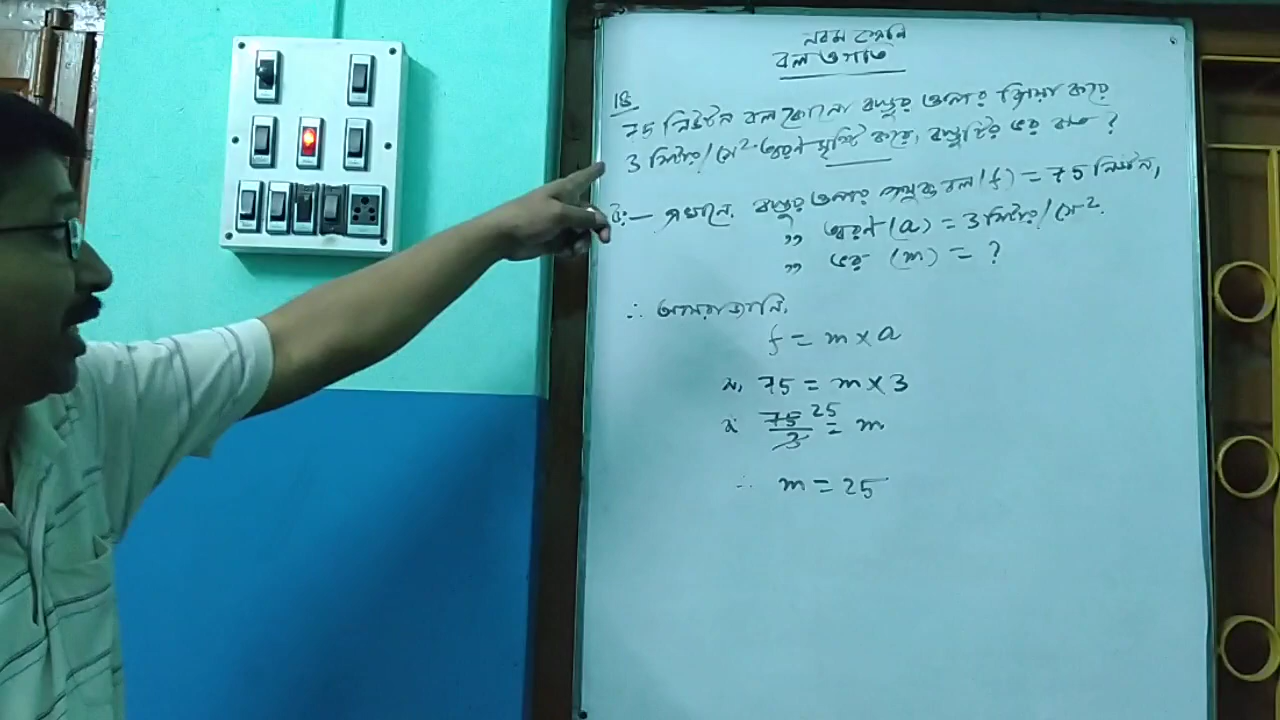 নবম শ্রেণি
বল ও গতি
18.
75 নিউটন বল কোনো বস্তুর ওপর ক্রিয়া করে
3 মিটার/সে² ত্বরণ সৃষ্টি করে, বস্তুটির ভর কত ?
উঃ— এখানে, বস্তুর ওপর প্রযুক্ত বল (f) = 75 নিউটন,
,, ত্বরণ (a) = 3 মিটার/সে².
,, ভর (m) = ?
∴ আমরা জানি,
f = m × a
বা, 75 = m × 3
বা 75/3 25 = m
∴ m = 25